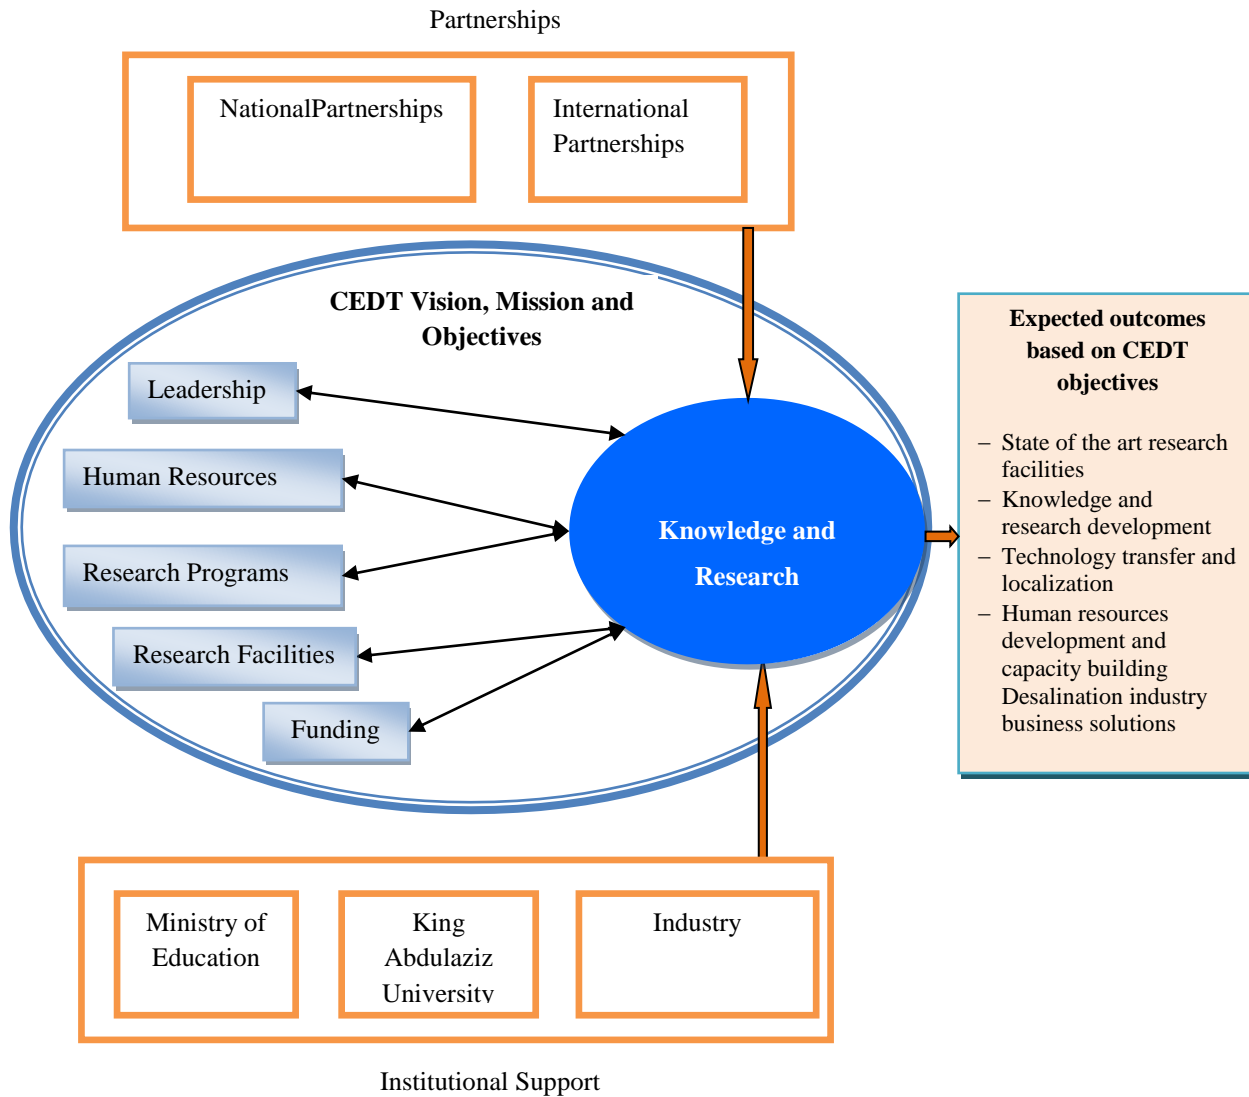 Partnerships
NationalPartnerships
International
Partnerships
CEDT Vision, Mission and
Objectives
Leadership
Human Resources
Research Programs
Research Facilities
Funding
Knowledge and
Research
Expected outcomes
based on CEDT
objectives
– State of the art research
facilities
– Knowledge and
research development
– Technology transfer and
localization
– Human resources
development and
capacity building
Desalination industry
business solutions
Ministry of
Education
King
Abdulaziz
University
Industry
Institutional Support